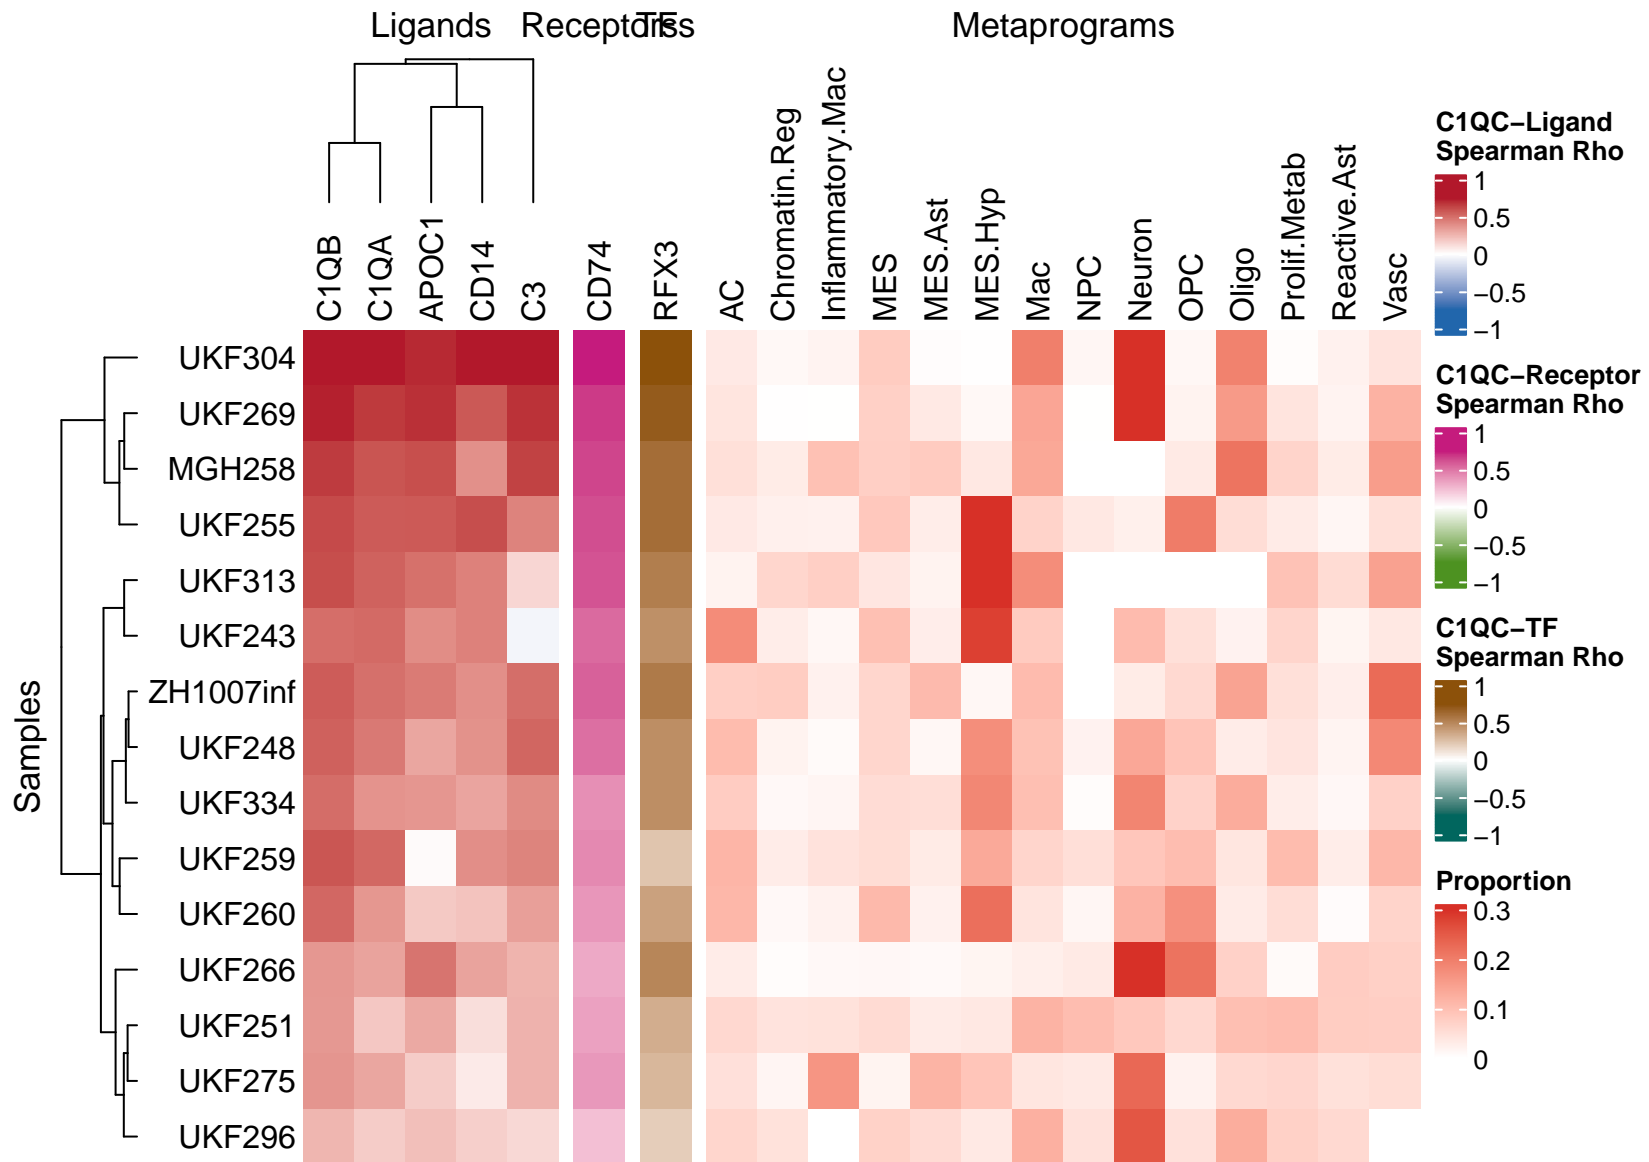 Ligands
Receptors
TFs
Metaprograms
C1QB
C1QA
APOC1
CD14
C3
CD74
RFX3
AC
Chromatin.Reg
Inflammatory.Mac
MES
MES.Ast
MES.Hyp
Mac
NPC
Neuron
OPC
Oligo
Prolif.Metab
Reactive.Ast
Vasc
Samples
UKF304
UKF269
MGH258
UKF255
UKF313
UKF243
ZH1007inf
UKF248
UKF334
UKF259
UKF260
UKF266
UKF251
UKF275
UKF296
C1QC−Ligand
Spearman Rho
1
0.5
0
−0.5
−1
C1QC−Receptor
Spearman Rho
1
0.5
0
−0.5
−1
C1QC−TF
Spearman Rho
1
0.5
0
−0.5
−1
Proportion
0.3
0.2
0.1
0